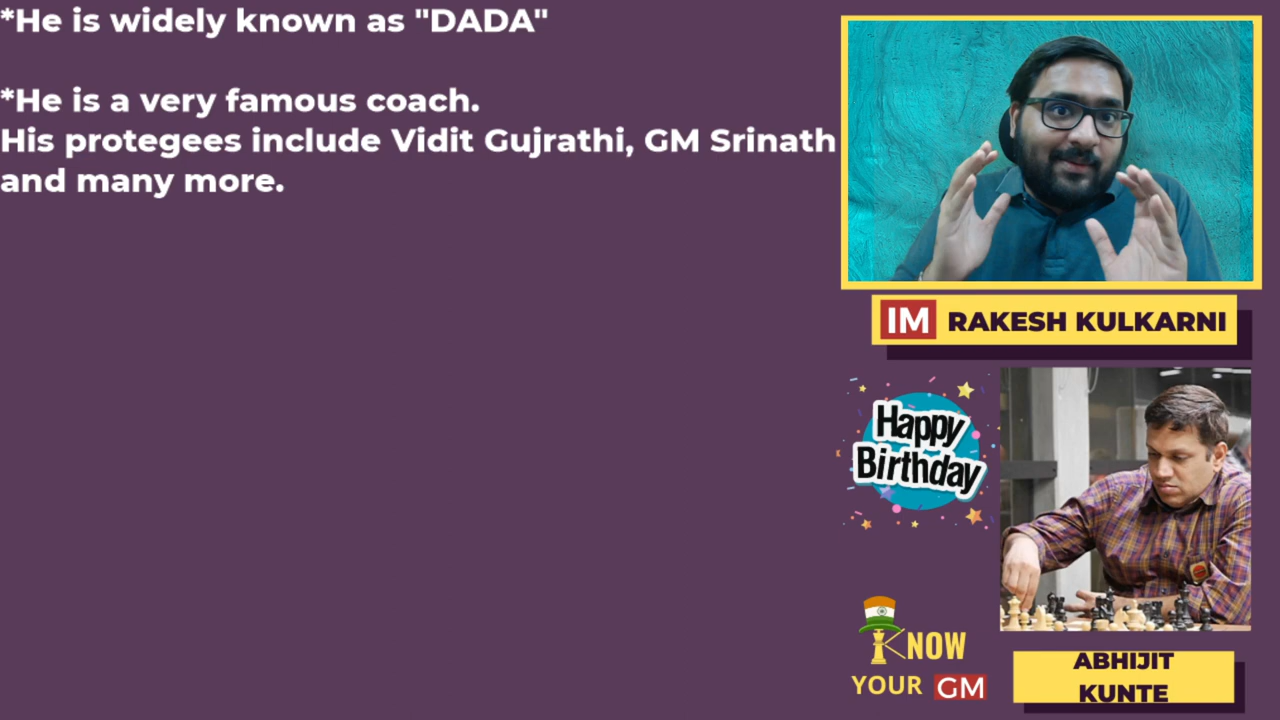 *He is widely known as "DADA"
*He is a very famous coach.
His protegees include Vidit Gujrathi, GM Srinath
and many more.
IM RAKESH KULKARNI
Happy
Birthday
KNOW
YOUR GM
ABHIJIT
KUNTE